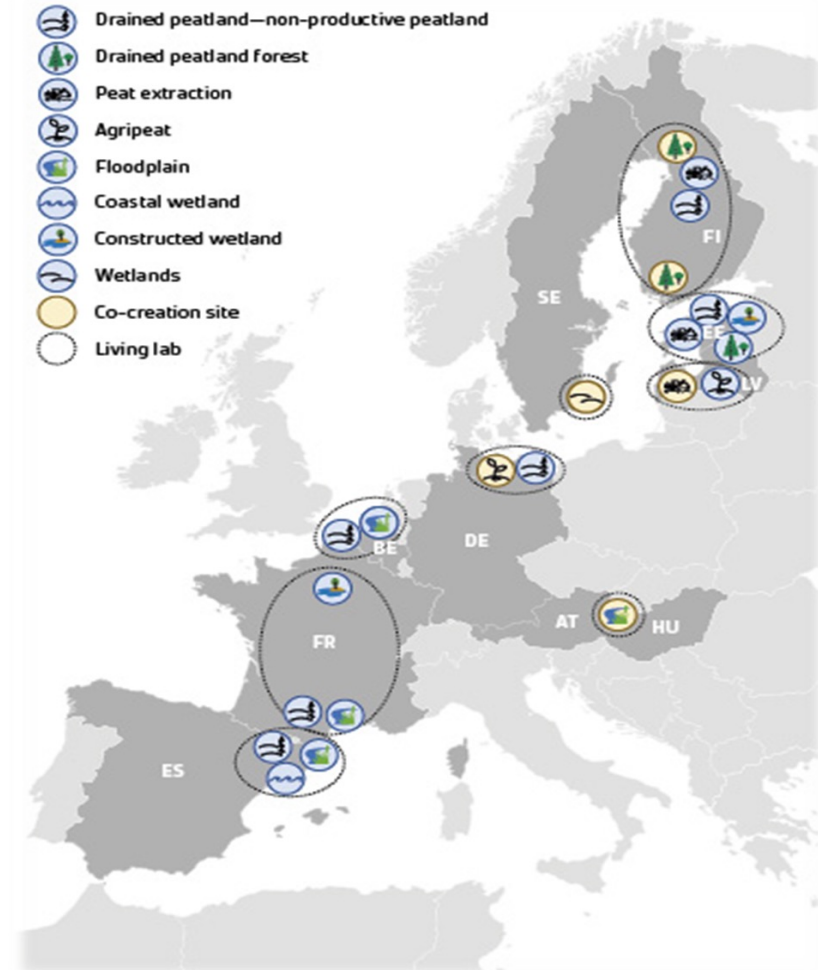 Drained peatland—non-productive peatland
Drained peatland forest
Peat extraction
Agripeat
Floodplain
Coastal wetland
Constructed wetland
Wetlands
Co-creation site
Living lab
FI
SE
EE
LV
BE
DE
AT
HU
FR
ES